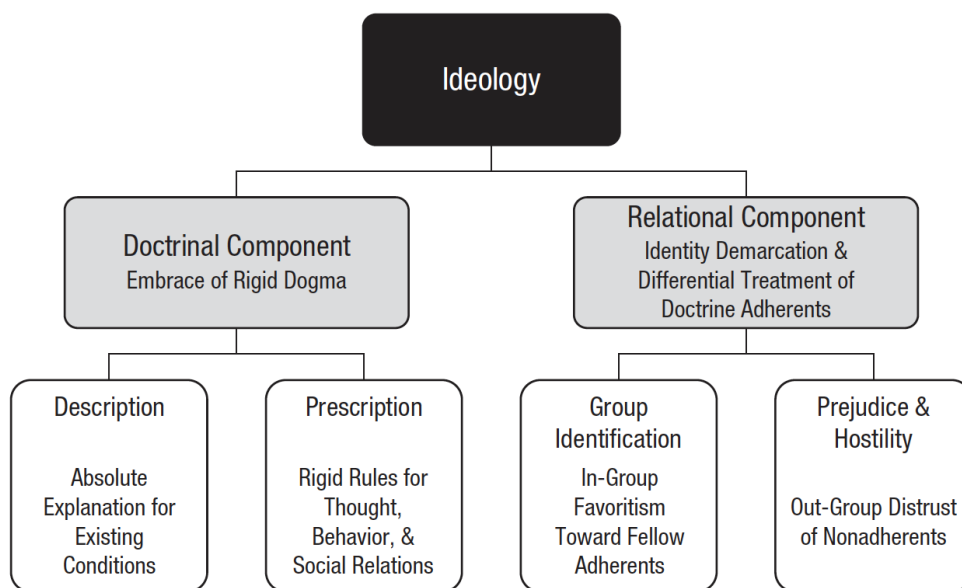 Ideology
Doctrinal Component
Embrace of Rigid Dogma
Relational Component
Identity Demarcation &
Differential Treatment of
Doctrine Adherents
Description
Absolute
Explanation for
Existing
Conditions
Prescription
Rigid Rules for
Thought,
Behavior, &
Social Relations
Group
Identification
In-Group
Favoritism
Toward Fellow
Adherents
Prejudice &
Hostility
Out-Group Distrust
of Nonadherents